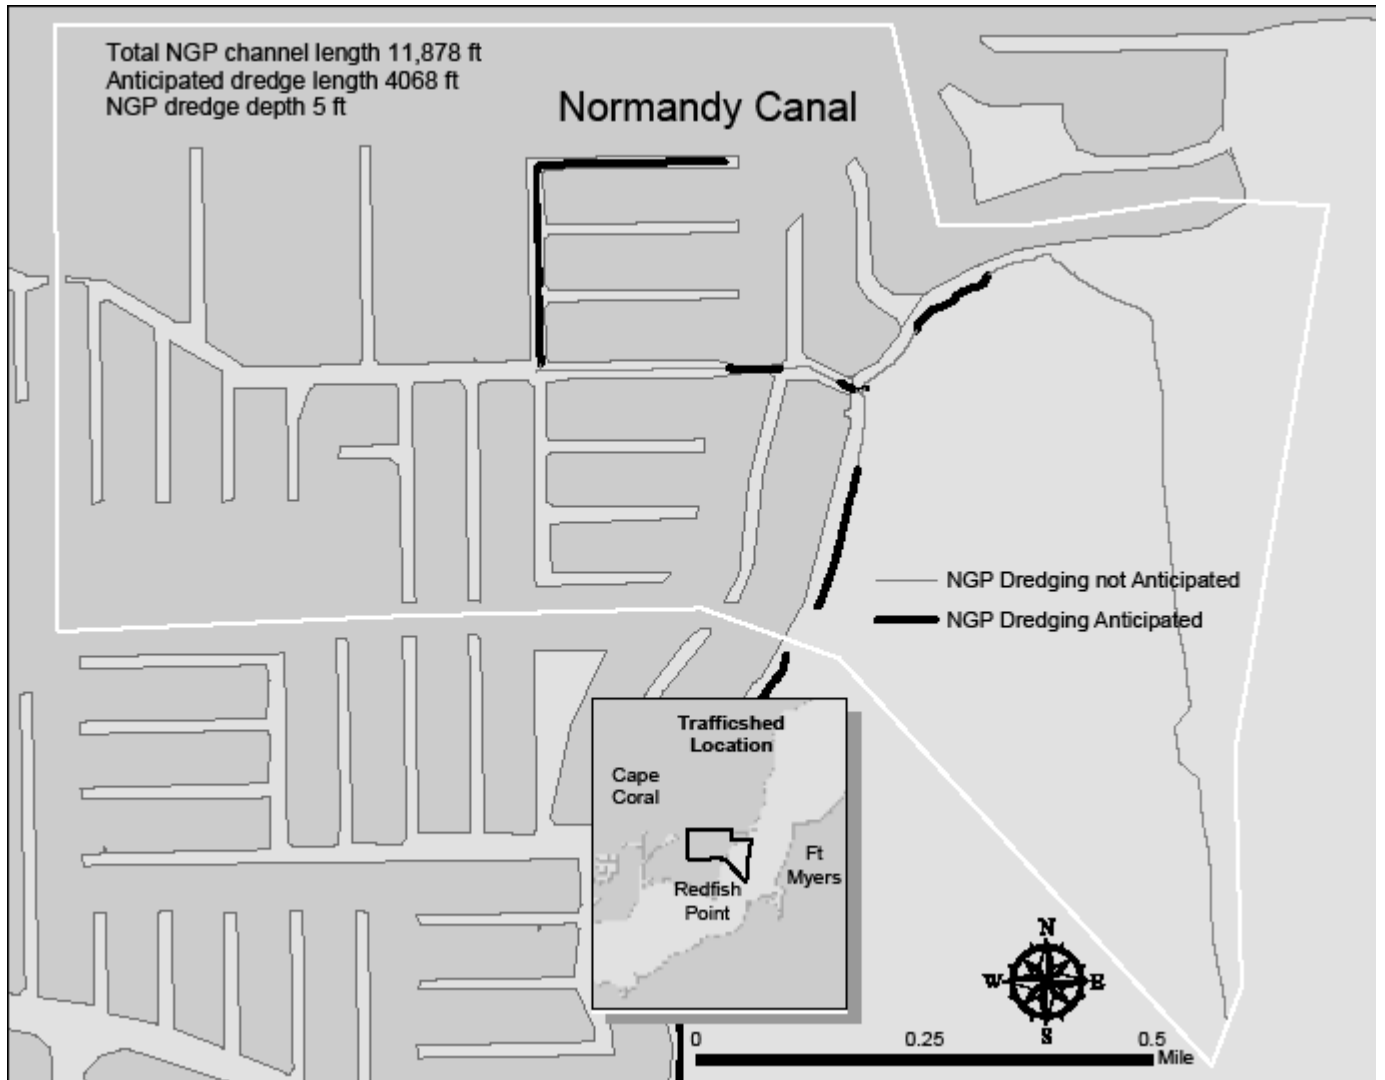 Total NGP channel length 11,878 ft
Anticipated dredge length 4068 ft
NGP dredge depth 5 ft
Normandy Canal
NGP Dredging not Anticipated
NGP Dredging Anticipated
Trafficshed
Location
Cape
Coral
Ft
Myers
Redfish
Point
N
W
E
S
0
0.25
0.5
Mile